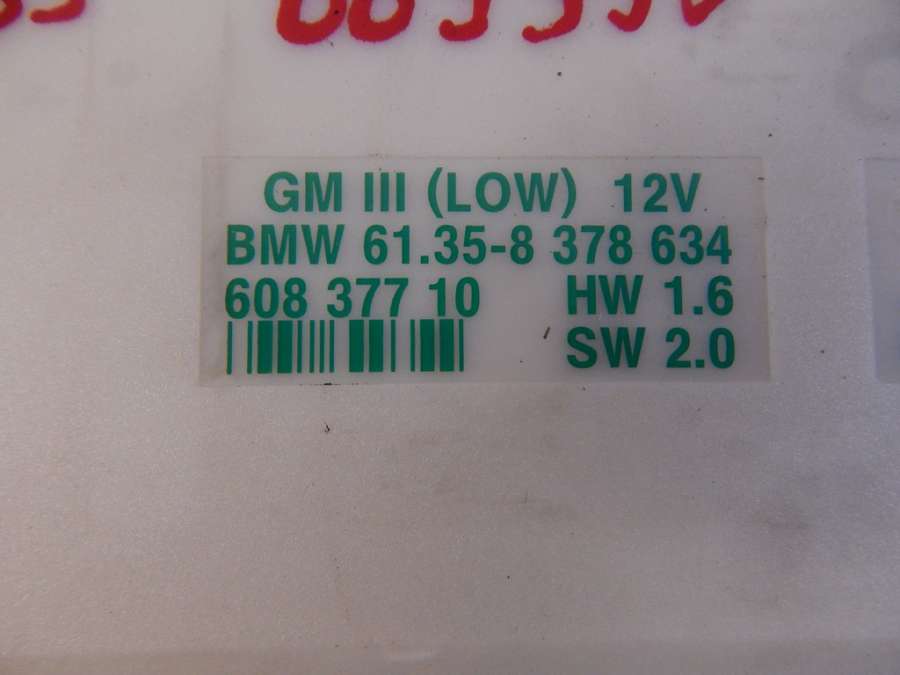 GM III (LOW) 12V
BMW 61.35-8 378 634
608 377 10 HW 1.6
SW 2.0